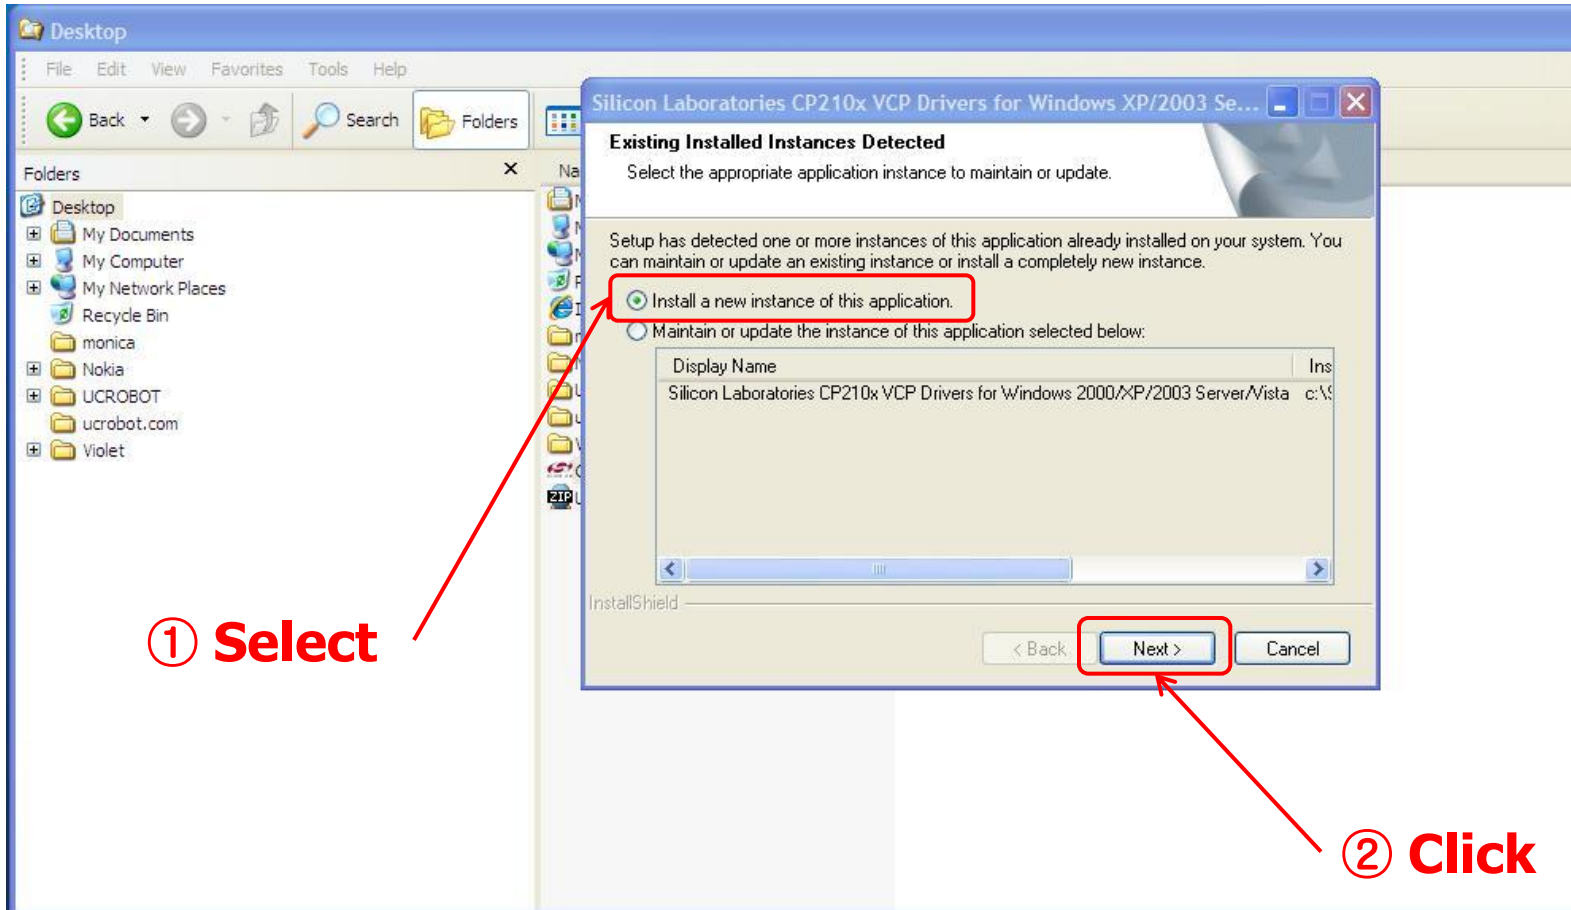 Desktop
File Edit View Favorites Tools Help
Back Search Folders
Folders
Desktop
My Documents
My Computer
My Network Places
Recycle Bin
monica
Nokia
UCROBOT
ucrobot.com
Violet
Na
ZIP
Silicon Laboratories CP210x VCP Drivers for Windows XP/2003 Se...
Existing Installed Instances Detected
Select the appropriate application instance to maintain or update.
Setup has detected one or more instances of this application already installed on your system. You
can maintain or update an existing instance or install a completely new instance.
Install a new instance of this application.
Maintain or update the instance of this application selected below:
Display Name Ins
Silicon Laboratories CP210x VCP Drivers for Windows 2000/XP/2003 Server/Vista c:\S
InstallShield
< Back Next > Cancel
① Select
② Click